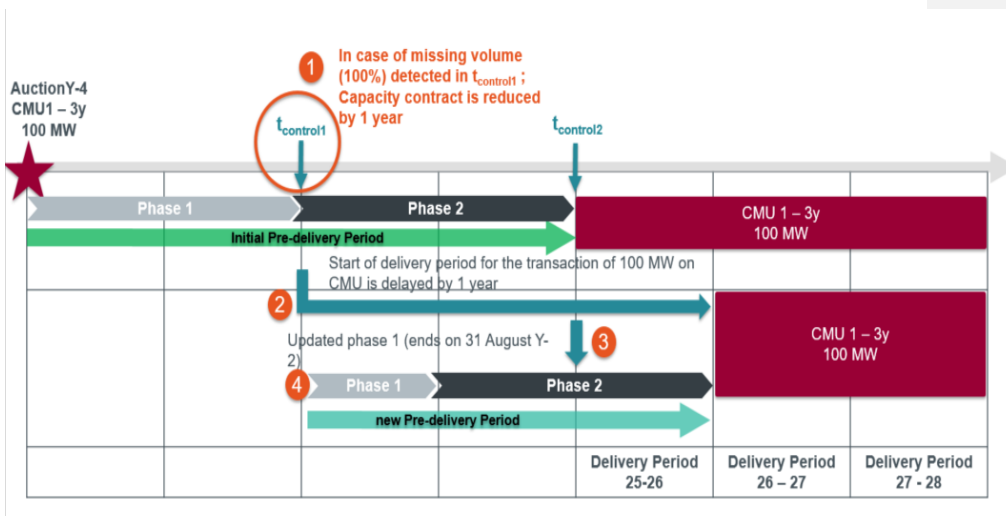 1
In case of missing volume
(100%) detected in tcontrol1 ;
Capacity contract is reduced
by 1 year
AuctionY-4
CMU1 – 3y
100 MW
tcontrol1
tcontrol2
Phase 1
Phase 2
CMU 1 – 3y
100 MW
Initial Pre-delivery Period
Start of delivery period for the transaction of 100 MW on
CMU is delayed by 1 year
2
Updated phase 1 (ends on 31 August Y-
2)
3
CMU 1 – 3y
100 MW
4
Phase 1
Phase 2
new Pre-delivery Period
Delivery Period
25-26
Delivery Period
26 – 27
Delivery Period
27 - 28